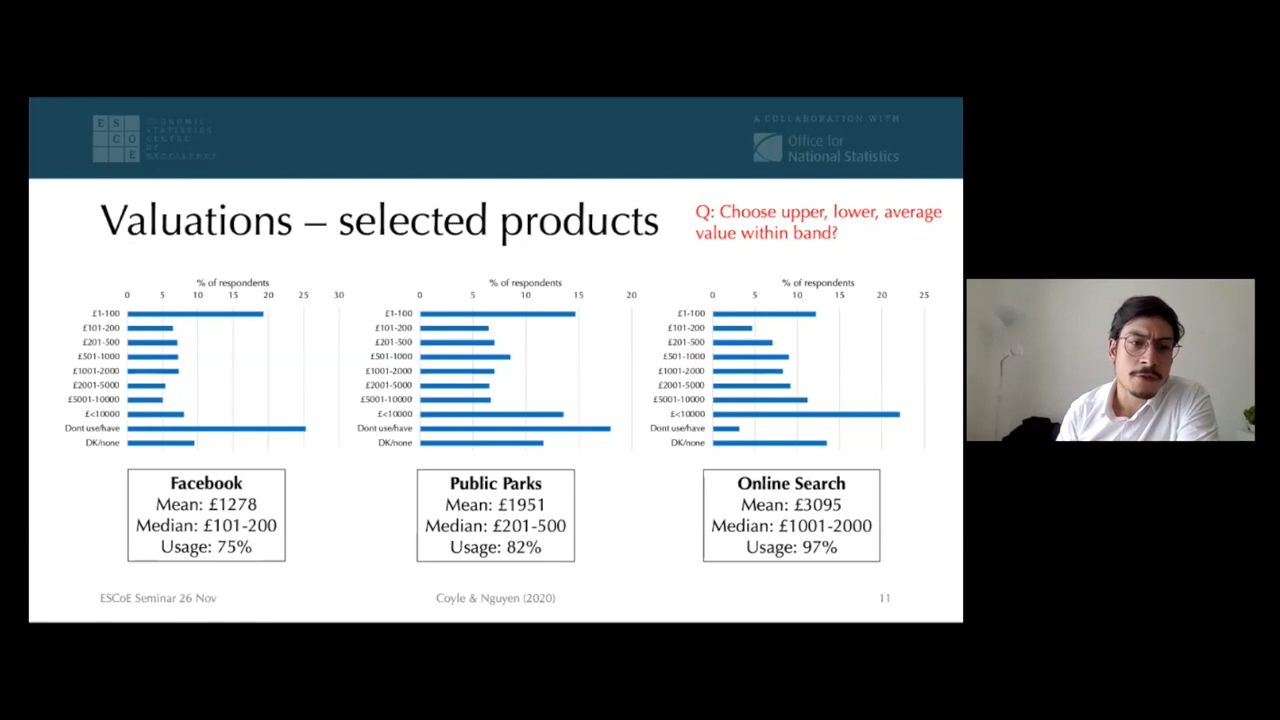 E S
C O
E
ECONOMIC
STATISTICS
CENTRE
OF
EXCELLENCE
A COLLABORATION WITH
Office for
National Statistics
Valuations – selected products
Q: Choose upper, lower, average
value within band?
% of respondents
0 5 10 15 20 25 30
£1-100
£101-200
£201-500
£501-1000
£1001-2000
£2001-5000
£5001-10000
£<10000
Dont use/have
DK/none
% of respondents
0 5 10 15 20
£1-100
£101-200
£201-500
£501-1000
£1001-2000
£2001-5000
£5001-10000
£<10000
Dont use/have
DK/none
% of respondents
0 5 10 15 20 25
£1-100
£101-200
£201-500
£501-1000
£1001-2000
£2001-5000
£5001-10000
£<10000
Dont use/have
DK/none
Facebook
Mean: £1278
Median: £101-200
Usage: 75%
Public Parks
Mean: £1951
Median: £201-500
Usage: 82%
Online Search
Mean: £3095
Median: £1001-2000
Usage: 97%
ESCoE Seminar 26 Nov
Coyle & Nguyen (2020)
11